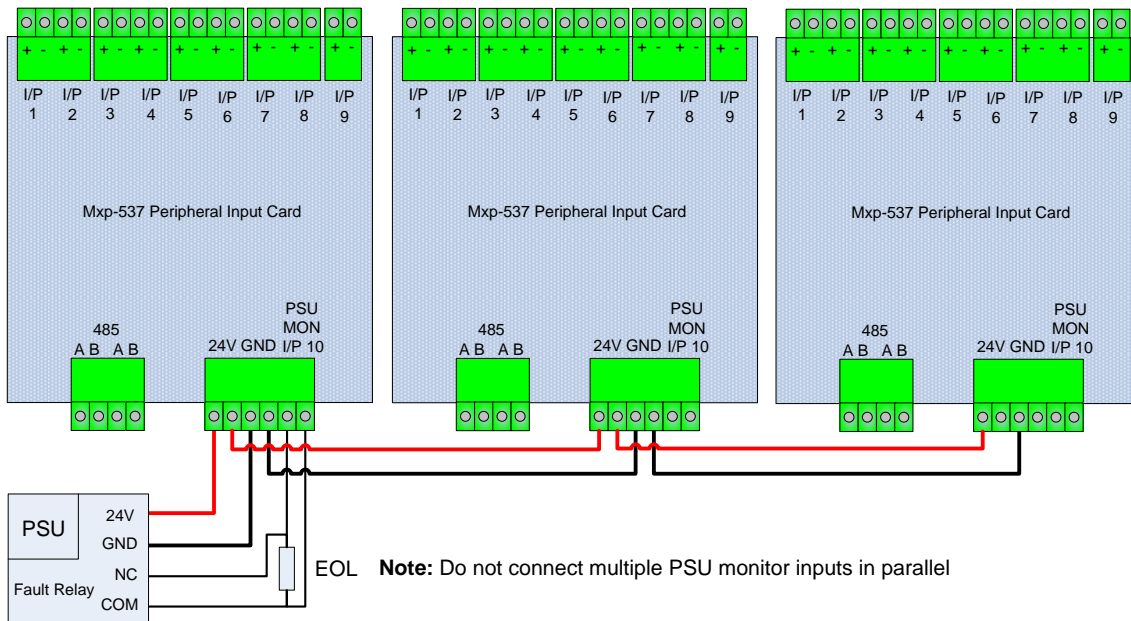 + - + - + - + - + - + - + - + - + -
I/P 1 I/P 2 I/P 3 I/P 4 I/P 5 I/P 6 I/P 7 I/P 8 I/P 9
Mxp-537 Peripheral Input Card
485
A B A B
PSU
MON
24V GND I/P 10
+ - + - + - + - + - + - + - + - + -
I/P 1 I/P 2 I/P 3 I/P 4 I/P 5 I/P 6 I/P 7 I/P 8 I/P 9
Mxp-537 Peripheral Input Card
485
A B A B
PSU
MON
24V GND I/P 10
+ - + - + - + - + - + - + - + - + -
I/P 1 I/P 2 I/P 3 I/P 4 I/P 5 I/P 6 I/P 7 I/P 8 I/P 9
Mxp-537 Peripheral Input Card
485
A B A B
PSU
MON
24V GND I/P 10
PSU
24V
GND
NC
Fault Relay
COM
EOL
Note: Do not connect multiple PSU monitor inputs in parallel